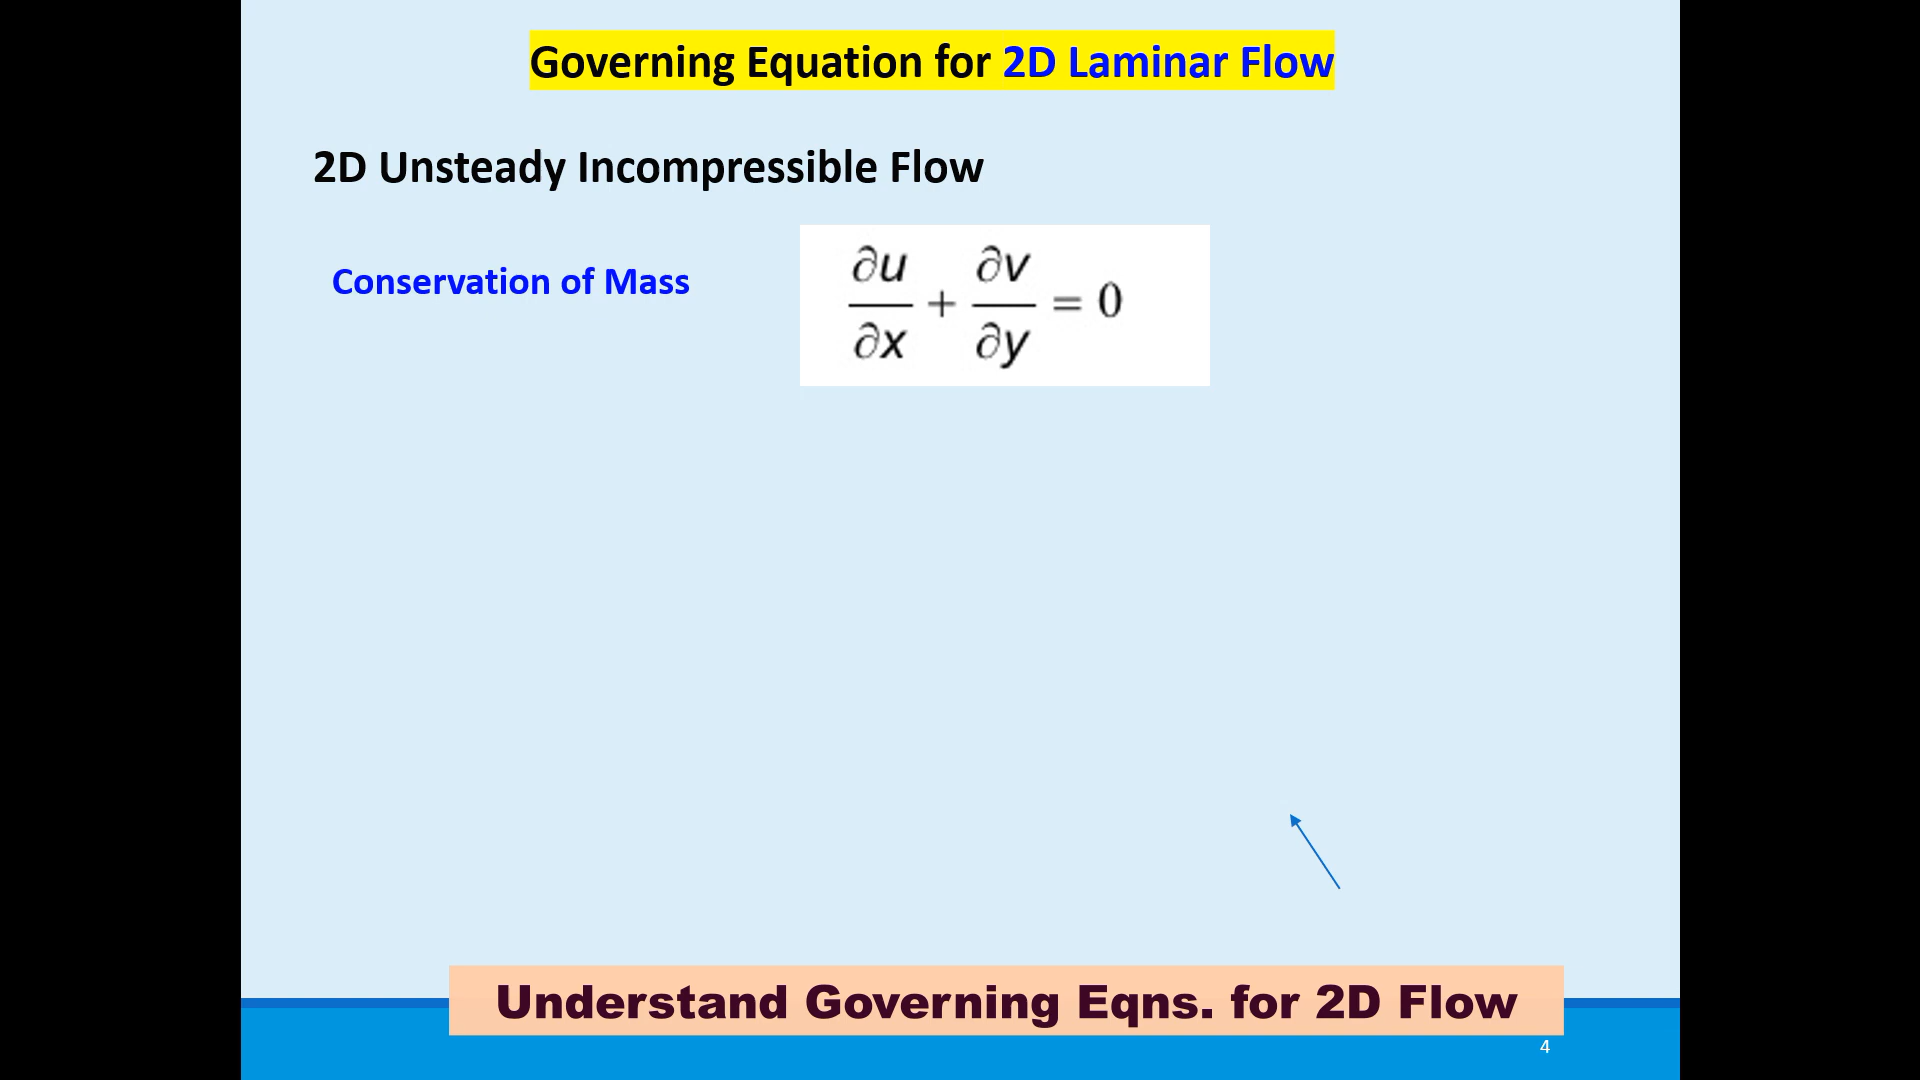 Governing Equation for 2D Laminar Flow
2D Unsteady Incompressible Flow
Conservation of Mass
∂u/∂x + ∂v/∂y = 0
Understand Governing Eqns. for 2D Flow
4